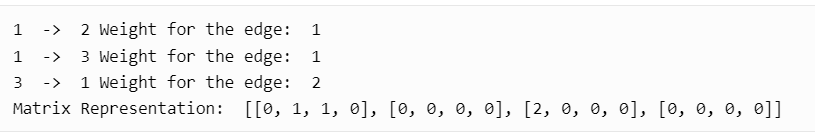 1  ->  2 Weight for the edge:  1
1  ->  3 Weight for the edge:  1
3  ->  1 Weight for the edge:  2
Matrix Representation:  [[0, 1, 1, 0], [0, 0, 0, 0], [2, 0, 0, 0], [0, 0, 0, 0]]